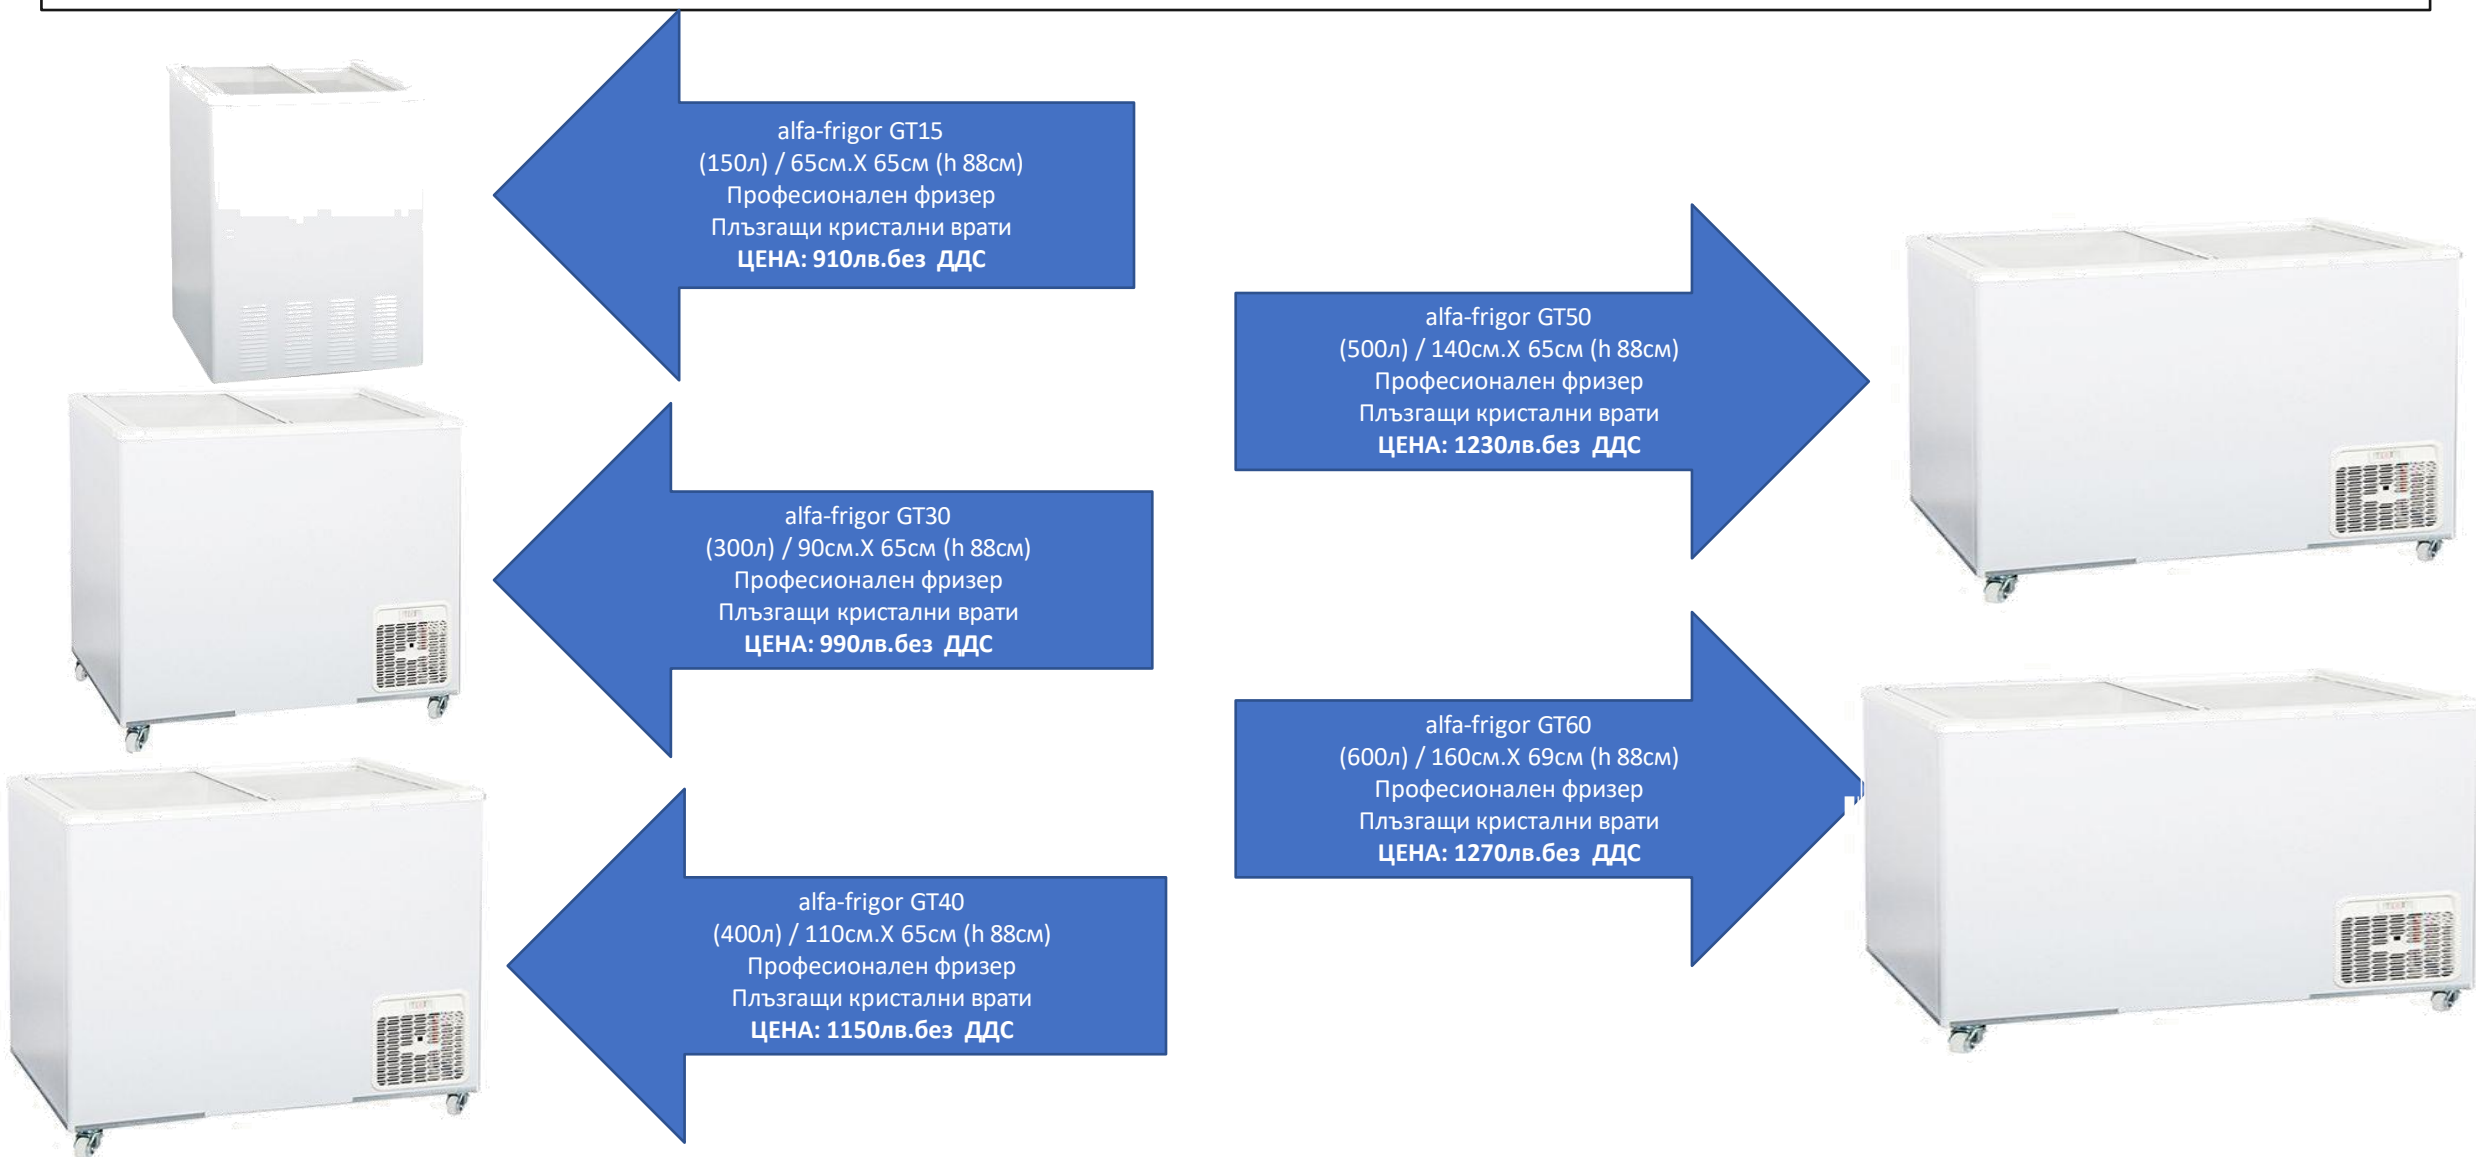 alfa-frigor GT15
(150л) / 65см.X 65см (h 88см)
Професионален фризер
Плъзгащи кристални врати
ЦЕНА: 910лв.без ДДС
alfa-frigor GT30
(300л) / 90см.X 65см (h 88см)
Професионален фризер
Плъзгащи кристални врати
ЦЕНА: 990лв.без ДДС
alfa-frigor GT40
(400л) / 110см.X 65см (h 88см)
Професионален фризер
Плъзгащи кристални врати
ЦЕНА: 1150лв.без ДДС
alfa-frigor GT50
(500л) / 140см.X 65см (h 88см)
Професионален фризер
Плъзгащи кристални врати
ЦЕНА: 1230лв.без ДДС
alfa-frigor GT60
(600л) / 160см.X 69см (h 88см)
Професионален фризер
Плъзгащи кристални врати
ЦЕНА: 1270лв.без ДДС